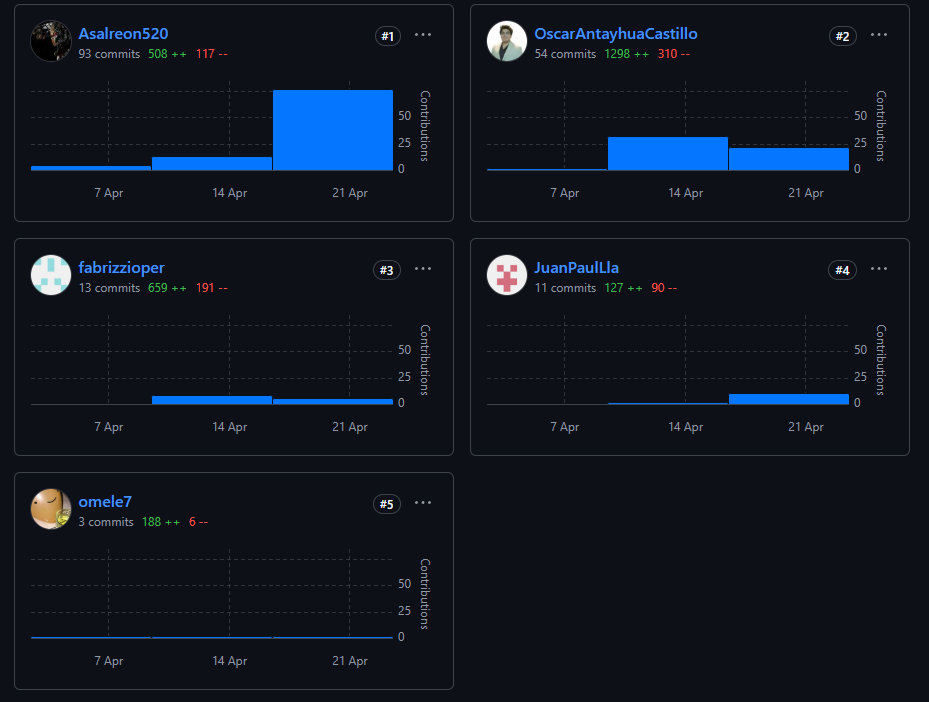 Asalreon520
#1
93 commits 508 ++ 117 --
Contributions
50
25
0
7 Apr 14 Apr 21 Apr
OscarAntayhuaCastillo
#2
54 commits 1298 ++ 310 --
Contributions
50
25
0
7 Apr 14 Apr 21 Apr
fabrizzioper
#3
13 commits 659 ++ 191 --
Contributions
50
25
0
7 Apr 14 Apr 21 Apr
JuanPaulLla
#4
11 commits 127 ++ 90 --
Contributions
50
25
0
7 Apr 14 Apr 21 Apr
omele7
#5
3 commits 188 ++ 6 --
Contributions
50
25
0
7 Apr 14 Apr 21 Apr